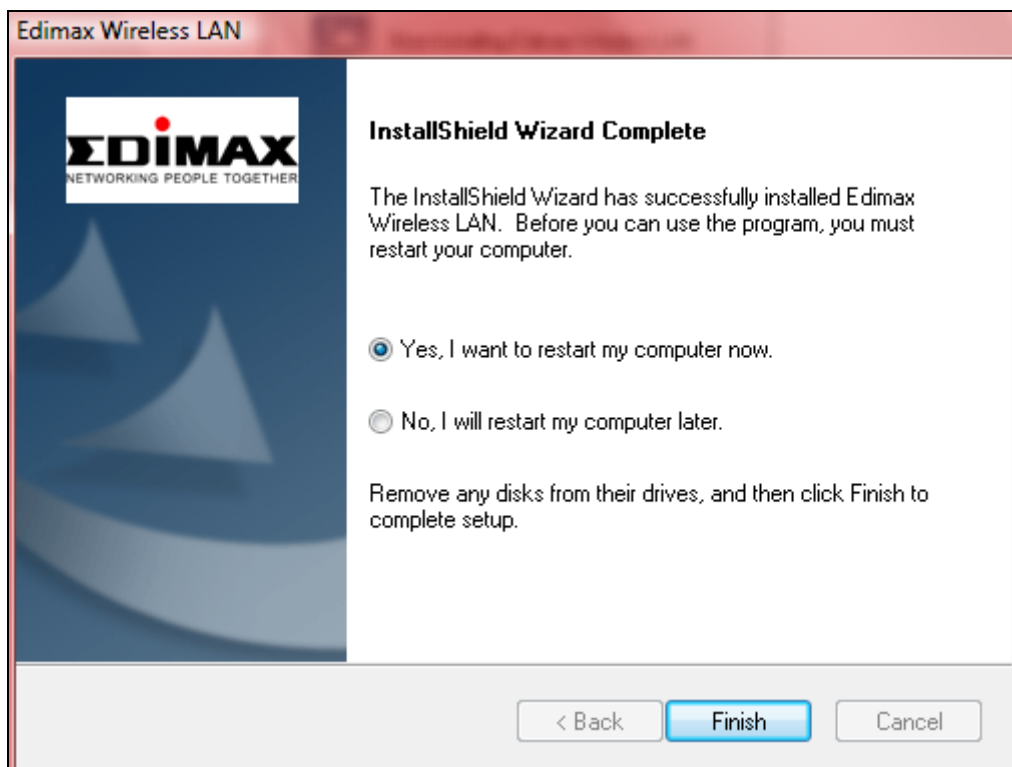 Edimax Wireless LAN
EDIMAX
NETWORKING PEOPLE TOGETHER
InstallShield Wizard Complete
The InstallShield Wizard has successfully installed Edimax
Wireless LAN.  Before you can use the program, you must
restart your computer.
Yes, I want to restart my computer now.
No, I will restart my computer later.
Remove any disks from their drives, and then click Finish to
complete setup.
< Back
Finish
Cancel